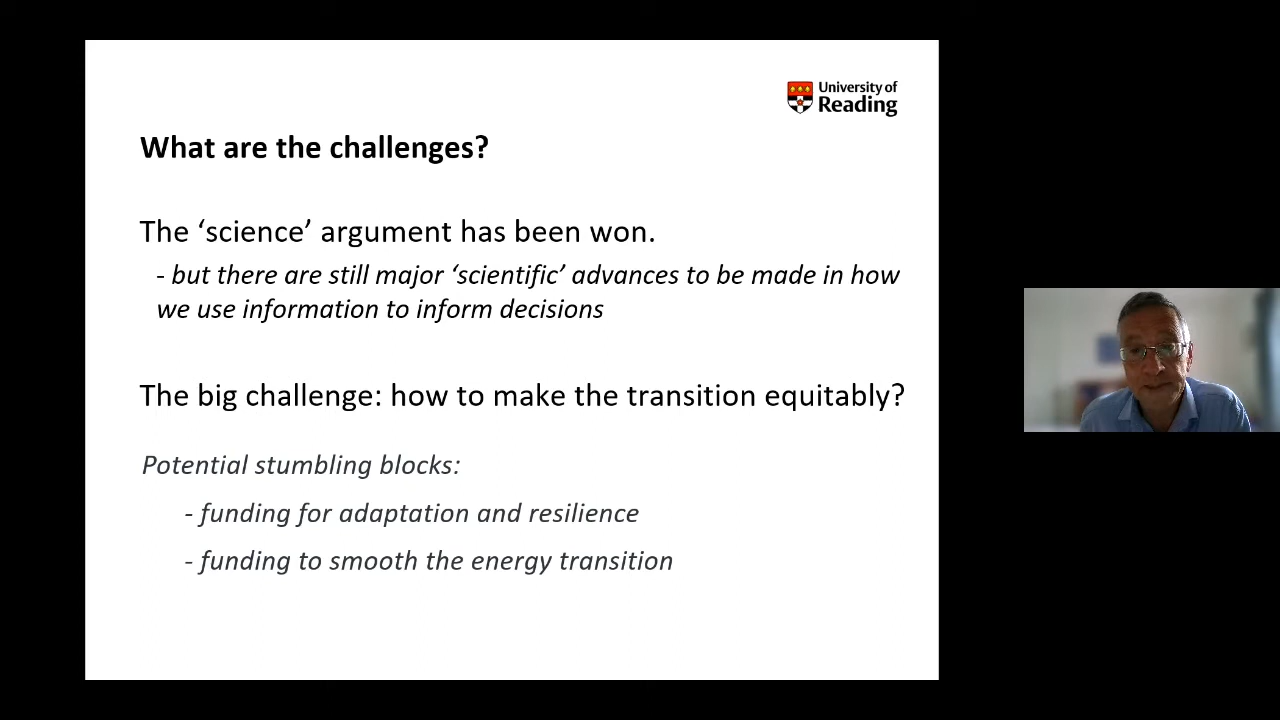 University of
Reading
What are the challenges?
The ‘science’ argument has been won.
- but there are still major ‘scientific’ advances to be made in how
we use information to inform decisions
The big challenge: how to make the transition equitably?
Potential stumbling blocks:
- funding for adaptation and resilience
- funding to smooth the energy transition